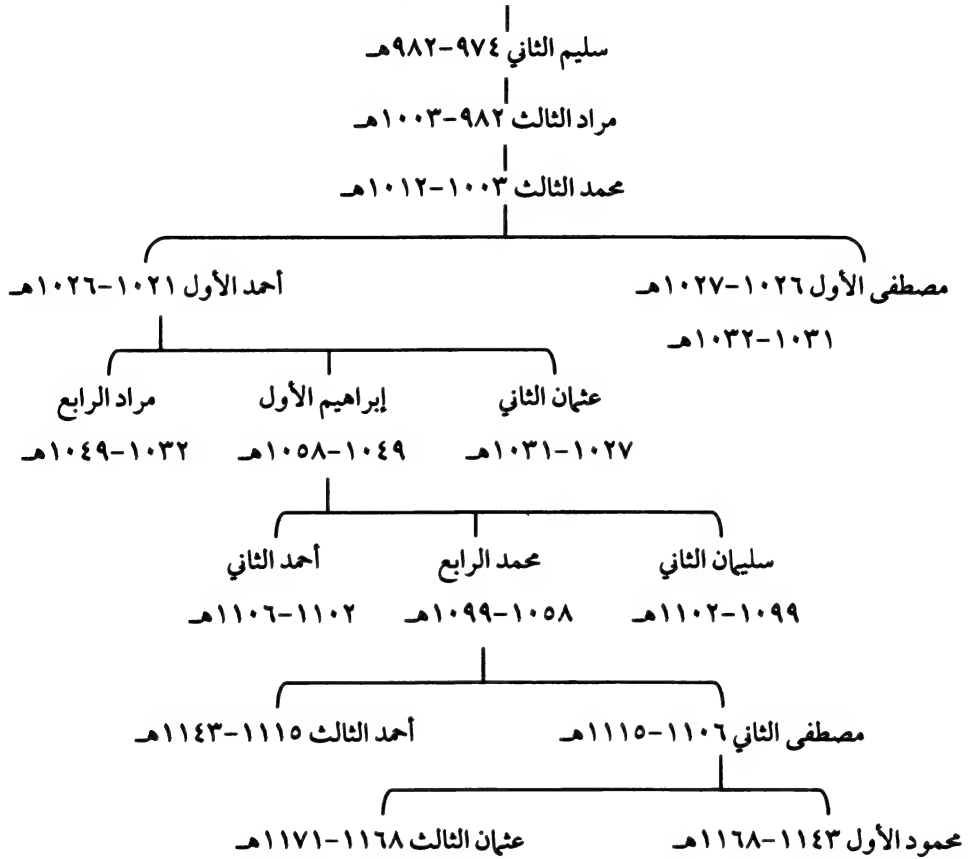 سليم الثاني ٩٧٤-٩٨٢هـ
مراد الثالث ٩٨٢-١٠٠٣هـ
محمد الثالث ١٠٠٣-١٠١٢هـ
مصطفى الأول ١٠٢٦-١٠٢٧هـ أحمد الأول ١٠٢١-١٠٢٦هـ
١٠٣١-١٠٣٢هـ
عثمان الثاني إبراهيم الأول مراد الرابع
١٠٢٧-١٠٣١هـ ١٠٤٩-١٠٥٨هـ ١٠٣٢-١٠٤٩هـ
سليمان الثاني محمد الرابع أحمد الثاني
١٠٩٩-١١٠٢هـ ١٠٥٨-١٠٩٩هـ ١١٠٢-١١٠٦هـ
مصطفى الثاني ١١٠٦-١١١٥هـ أحمد الثالث ١١١٥-١١٤٣هـ
محمود الأول ١١٤٣-١١٦٨هـ عثمان الثالث ١١٦٨-١١٧١هـ